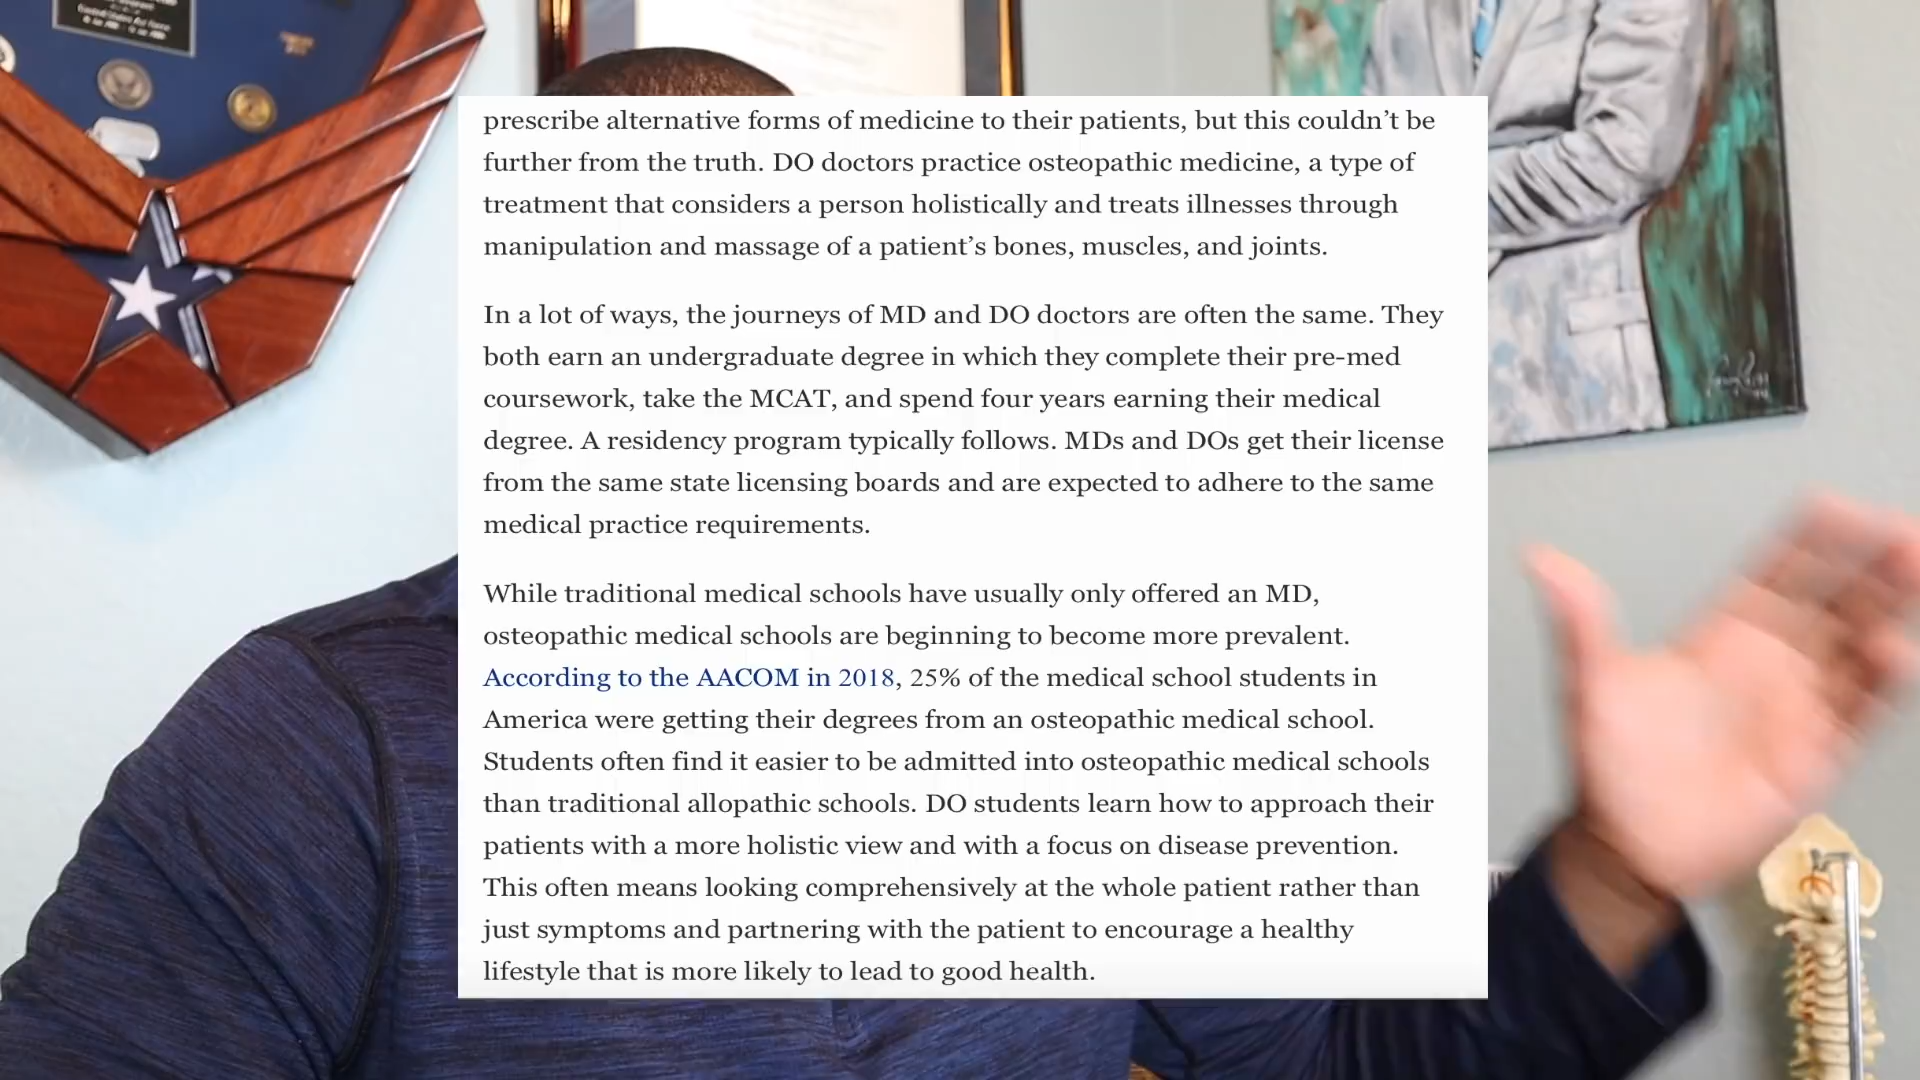 prescribe alternative forms of medicine to their patients, but this couldn’t be
further from the truth. DO doctors practice osteopathic medicine, a type of
treatment that considers a person holistically and treats illnesses through
manipulation and massage of a patient’s bones, muscles, and joints.
In a lot of ways, the journeys of MD and DO doctors are often the same. They
both earn an undergraduate degree in which they complete their pre-med
coursework, take the MCAT, and spend four years earning their medical
degree. A residency program typically follows. MDs and DOs get their license
from the same state licensing boards and are expected to adhere to the same
medical practice requirements.
While traditional medical schools have usually only offered an MD,
osteopathic medical schools are beginning to become more prevalent.
According to the AACOM in 2018, 25% of the medical school students in
America were getting their degrees from an osteopathic medical school.
Students often find it easier to be admitted into osteopathic medical schools
than traditional allopathic schools. DO students learn how to approach their
patients with a more holistic view and with a focus on disease prevention.
This often means looking comprehensively at the whole patient rather than
just symptoms and partnering with the patient to encourage a healthy
lifestyle that is more likely to lead to good health.